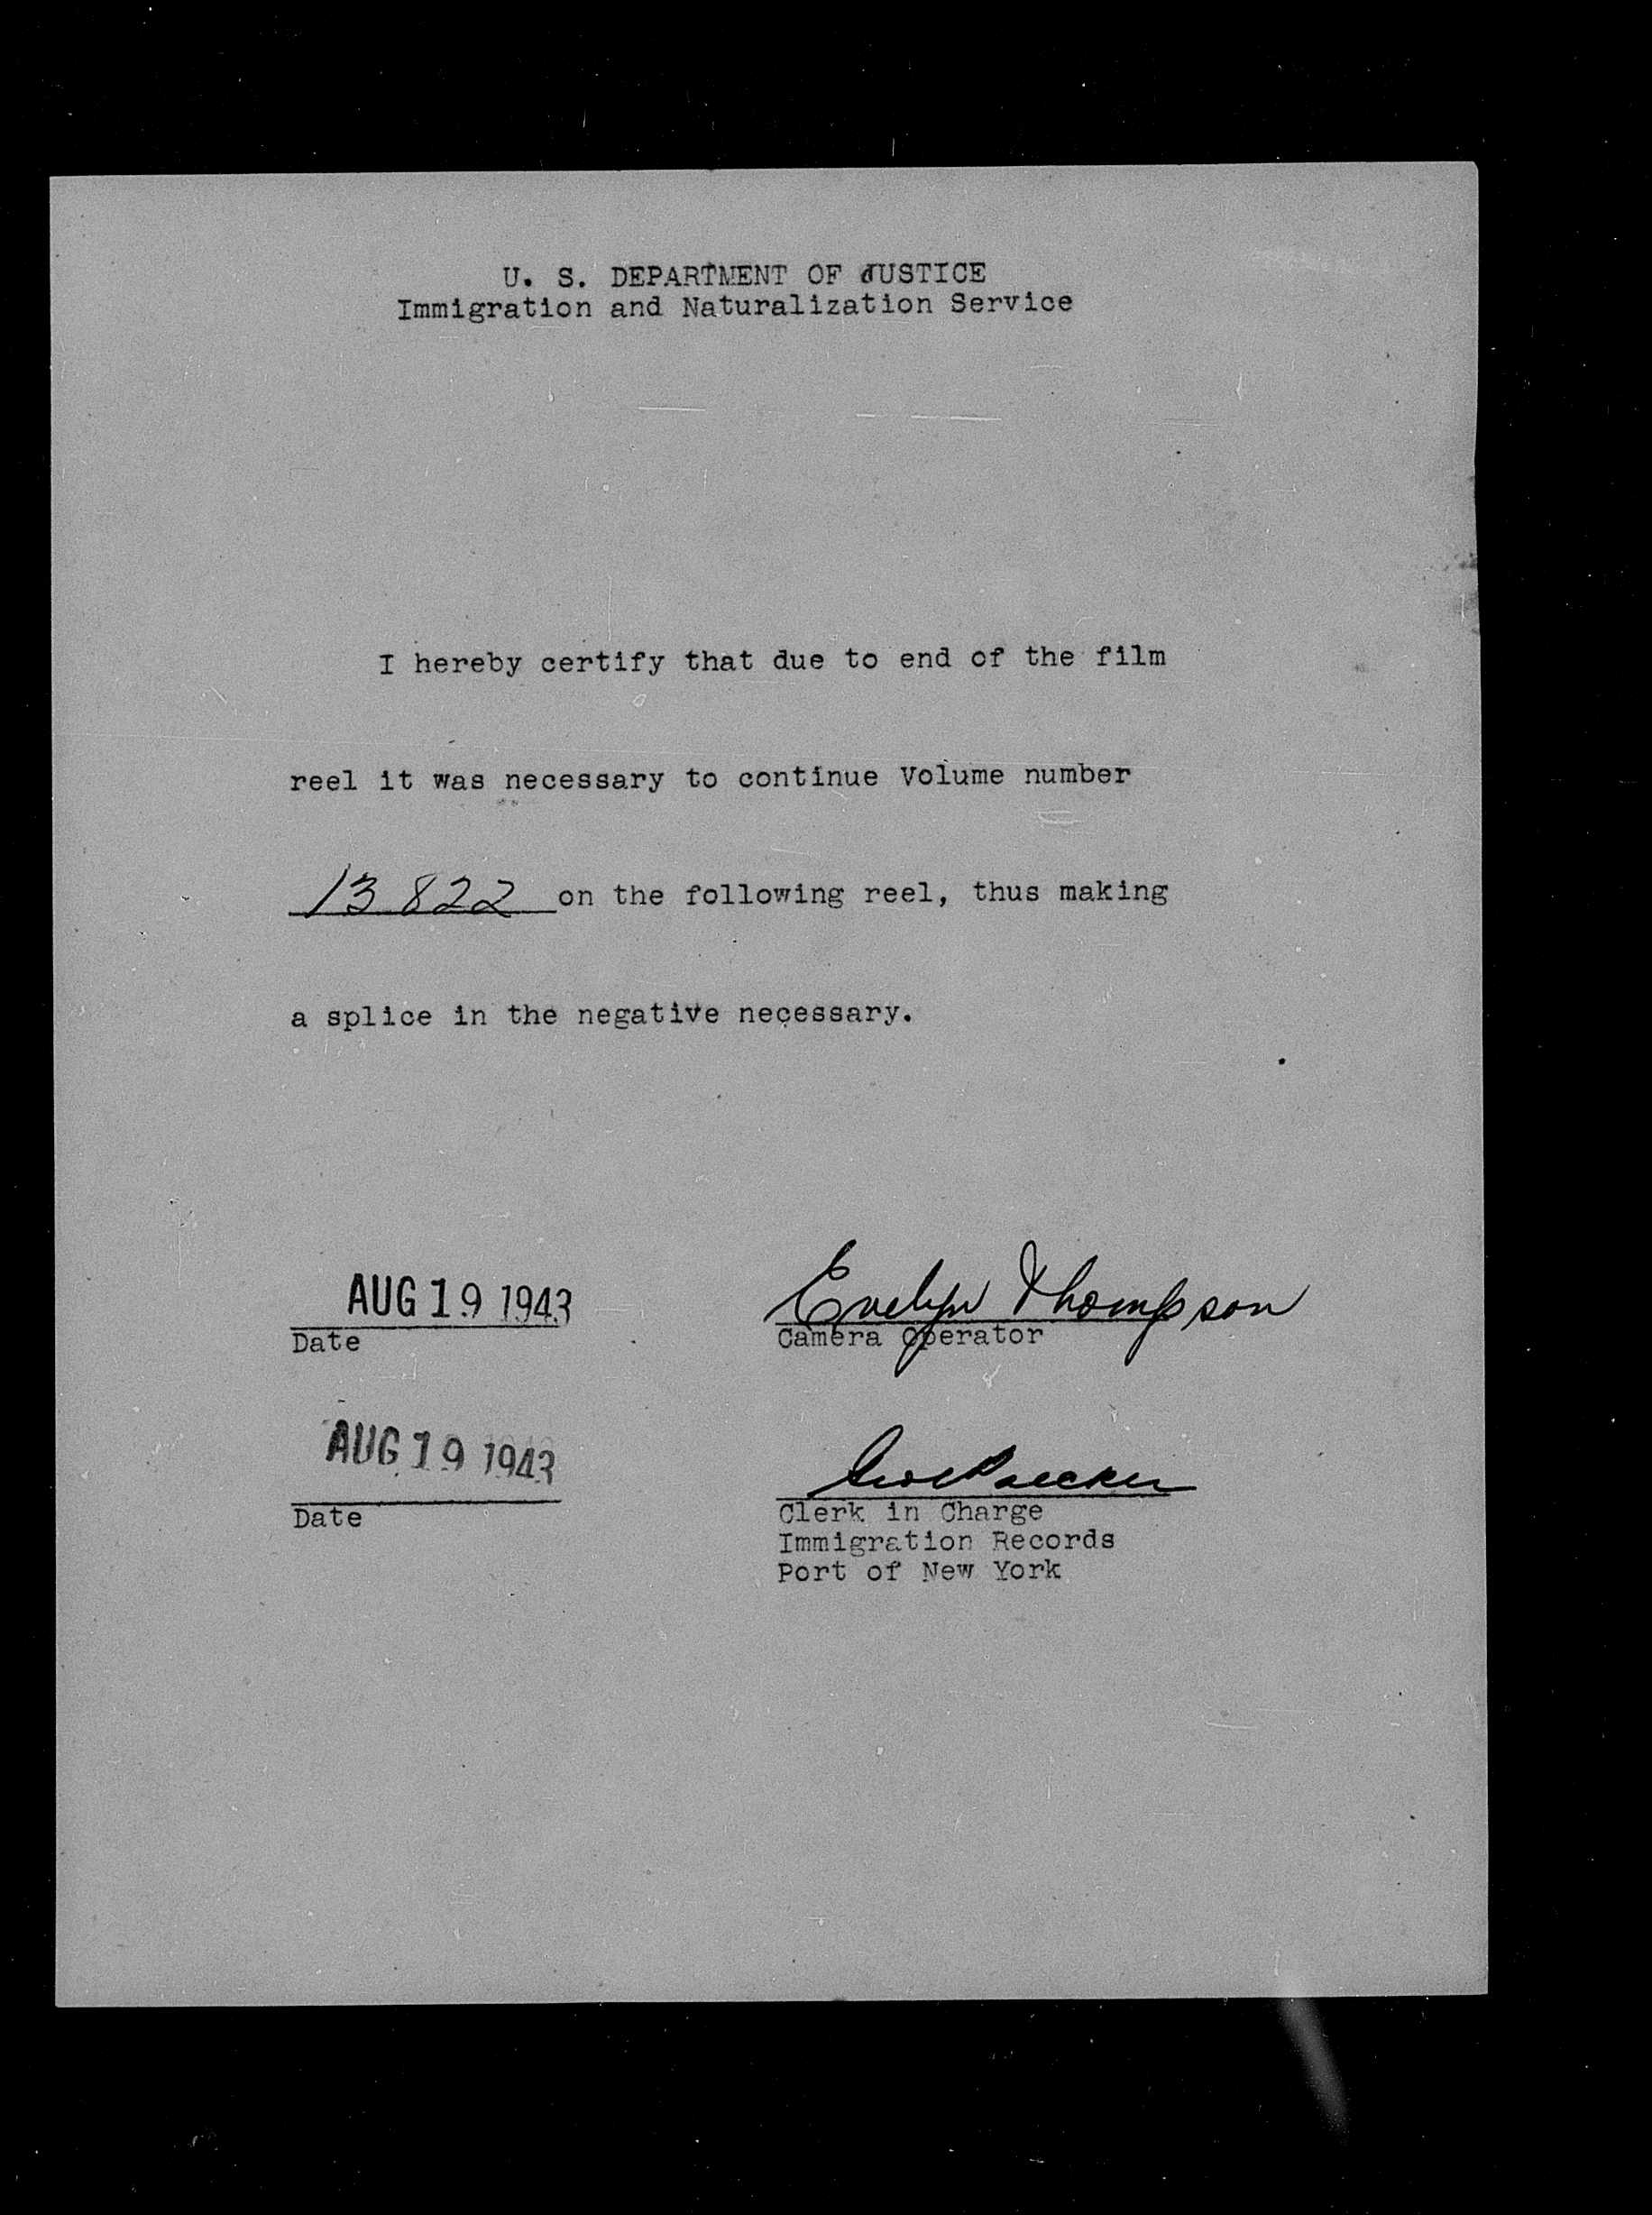 U. S. DEPARTMENT OF JUSTICE
Immigration and Naturalization Service
I hereby certify that due to end of the film
reel it was necessary to continue Volume number
13822 on the following reel, thus making
a splice in the negative necessary.
AUG 19 1943 Evelyn Thompson
Date Camera Operator
AUG 19 1943
Date Clerk in Charge
Immigration Records
Port of New York